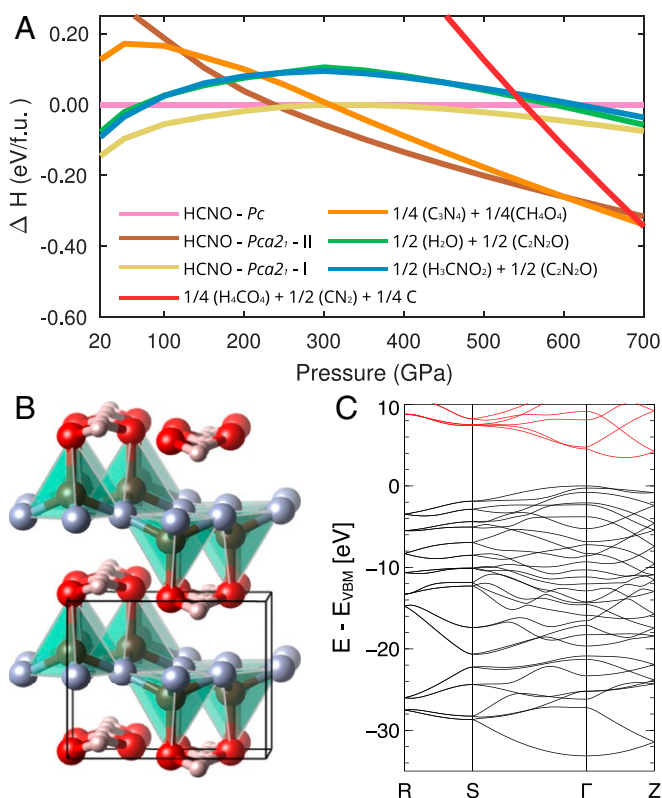 A
0.20
0.00
-0.20
-0.40
-0.60
Δ H (eV/f.u.)
HCNO - Pc
HCNO - Pca2₁ - II
HCNO - Pca2₁ - I
1/4 (H₄CO₄) + 1/2 (CN₂) + 1/4 C
1/4 (C₃N₄) + 1/4(CH₄O₄)
1/2 (H₂O) + 1/2 (C₂N₂O)
1/2 (H₃CNO₂) + 1/2 (C₂N₂O)
20 100 200 300 400 500 600 700
Pressure (GPa)
B
C
10
0
−10
−20
−30
E - E_VBM [eV]
R S Γ Z